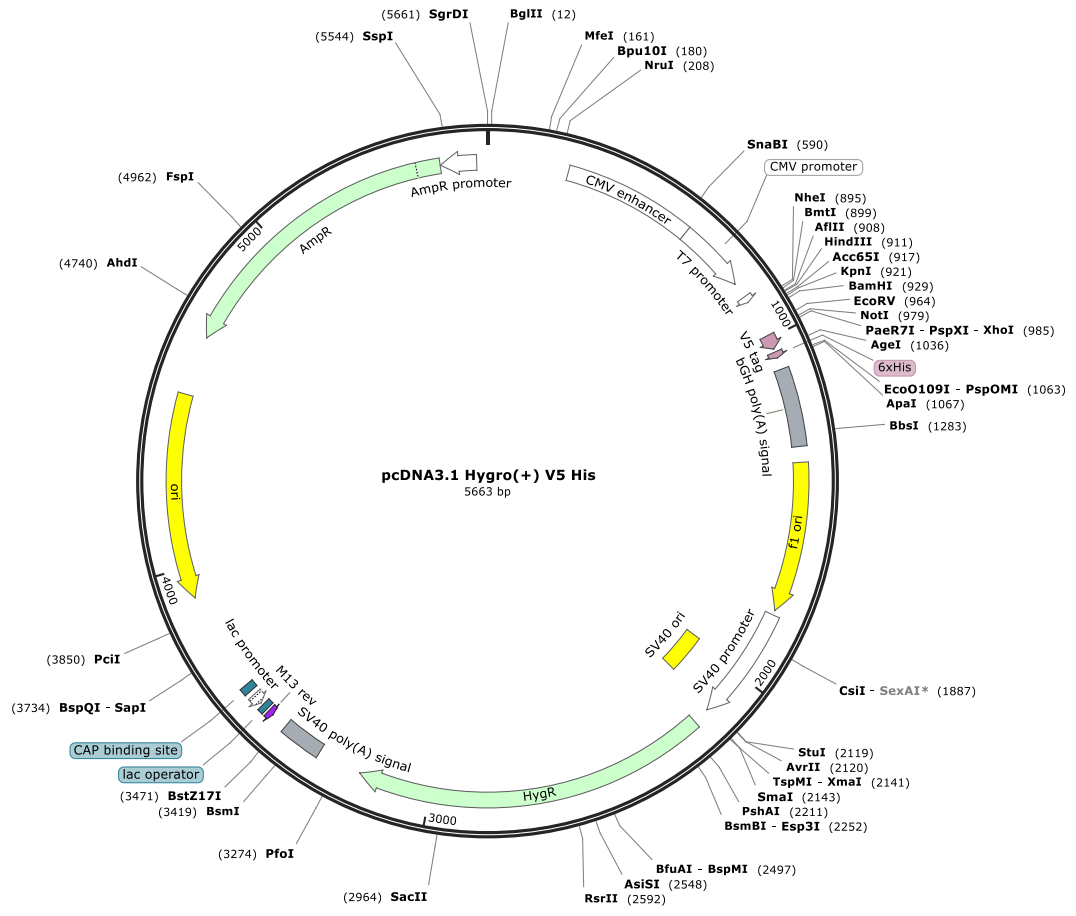 (5661) SgrDI
BglII (12)
(5544) SspI
MfeI (161)
Bpu10I (180)
NruI (208)
SnaBI (590)
CMV promoter
NheI (895)
BmtI (899)
AflII (908)
HindIII (911)
Acc65I (917)
KpnI (921)
BamHI (929)
EcoRV (964)
NotI (979)
PaeR7I - PspXI - XhoI (985)
AgeI (1036)
6xHis
EcoO109I - PspOMI (1063)
ApaI (1067)
BbsI (1283)
CsiI - SexAI* (1887)
StuI (2119)
AvrII (2120)
TspMI - XmaI (2141)
SmaI (2143)
PshAI (2211)
BsmBI - Esp3I (2252)
BfuAI - BspMI (2497)
AsiSI (2548)
RsrII (2592)
(2964) SacII
(3274) PfoI
(3419) BsmI
(3471) BstZ17I
lac operator
CAP binding site
(3734) BspQI - SapI
(3850) PciI
(4740) AhdI
(4962) FspI
AmpR promoter
AmpR
CMV enhancer
T7 promoter
V5 tag
bGH poly(A) signal
f1 ori
SV40 ori
SV40 promoter
HygR
SV40 poly(A) signal
M13 rev
lac promoter
ori
1000
2000
3000
4000
5000
pcDNA3.1 Hygro(+) V5 His
5663 bp